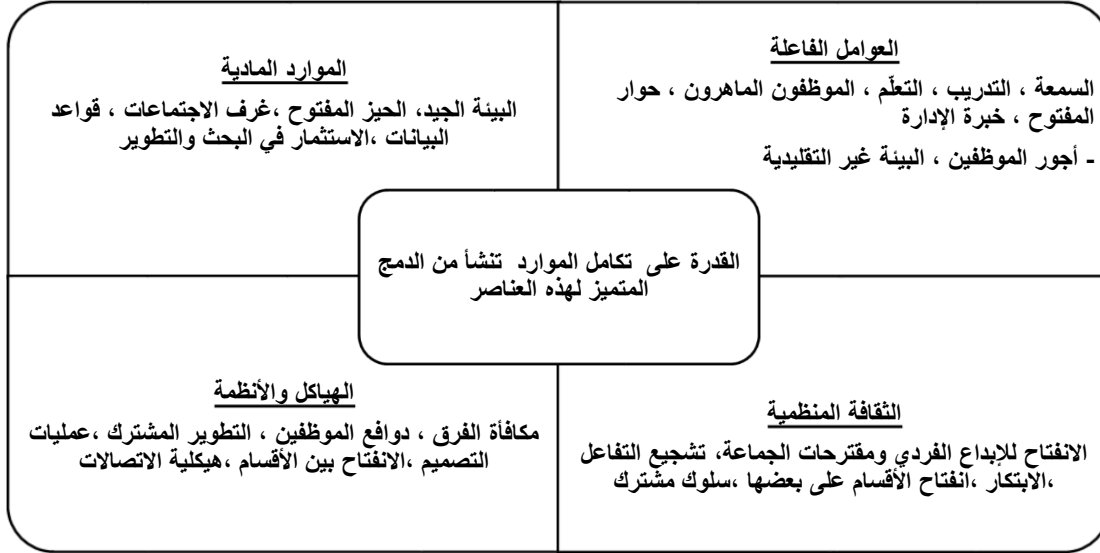 العوامل الفاعلة
السمعة ، التدريب ، التعلّم ، الموظفون الماهرون ، حوار
المفتوح ، خبرة الإدارة
- أجور الموظفين ، البيئة غير التقليدية
الموارد المادية
البيئة الجيد، الحيز المفتوح ،غرف الاجتماعات ، قواعد
البيانات ،الاستثمار في البحث والتطوير
القدرة على تكامل الموارد تنشأ من الدمج
المتميز لهذه العناصر
الثقافة المنظمية
الانفتاح للإبداع الفردي ومقترحات الجماعة، تشجيع التفاعل
،الابتكار ،انفتاح الأقسام على بعضها ،سلوك مشترك
الهياكل والأنظمة
مكافأة الفرق ، دوافع الموظفين ، التطوير المشترك ،عمليات
التصميم ،الانفتاح بين الأقسام ،هيكلية الاتصالات